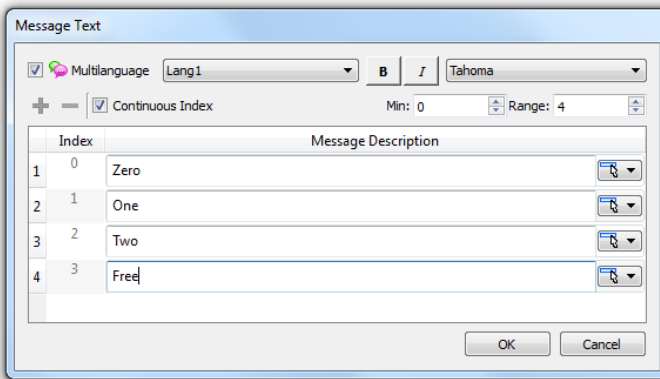 Message Text
Multilanguage Lang1 B I Tahoma
Continuous Index Min: 0 Range: 4
Index Message Description
1 0 Zero
2 1 One
3 2 Two
4 3 Free
OK Cancel